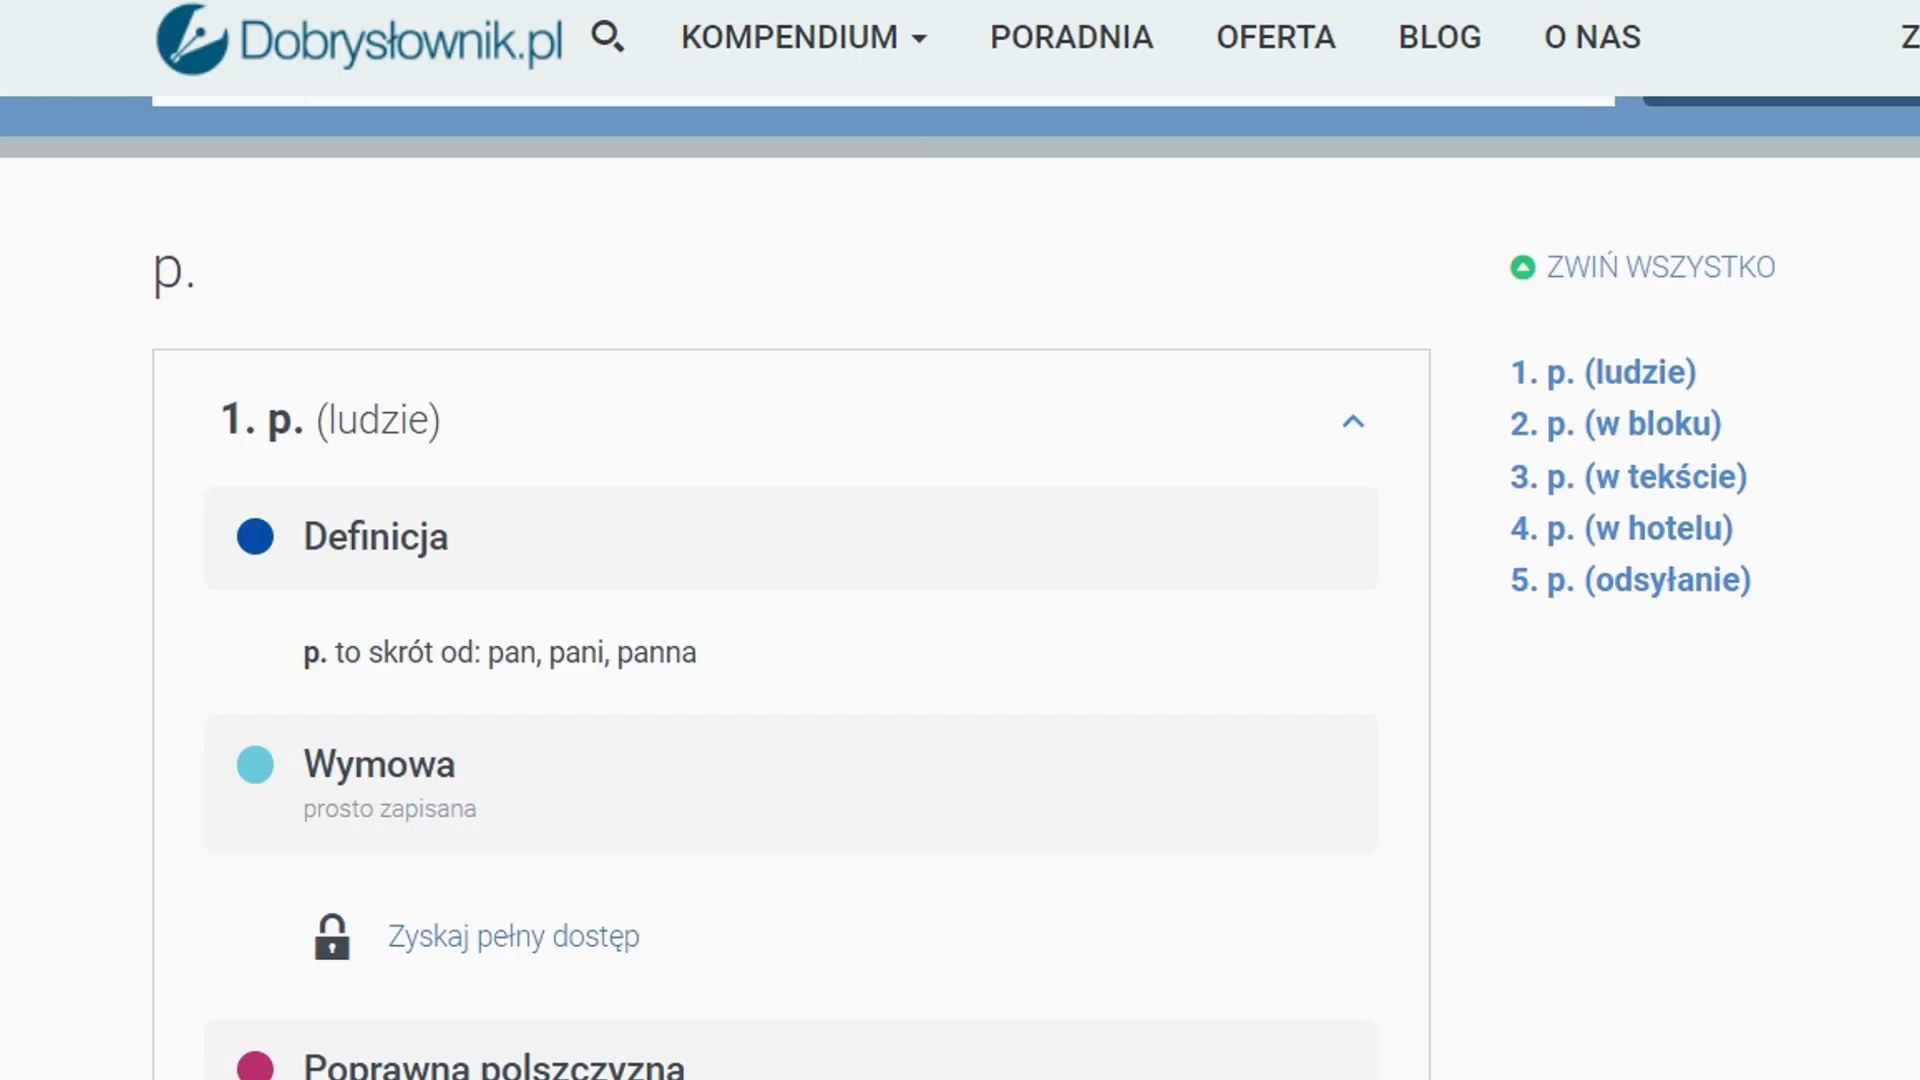 Dobrysłownik.pl KOMPENDIUM PORADNIA OFERTA BLOG O NAS Z
p.
ZWIŃ WSZYSTKO
1. p. (ludzie)
Definicja
p. to skrót od: pan, pani, panna
Wymowa
prosto zapisana
Zyskaj pełny dostęp
Poprawna polszczyzna
1. p. (ludzie)
2. p. (w bloku)
3. p. (w tekście)
4. p. (w hotelu)
5. p. (odsyłanie)